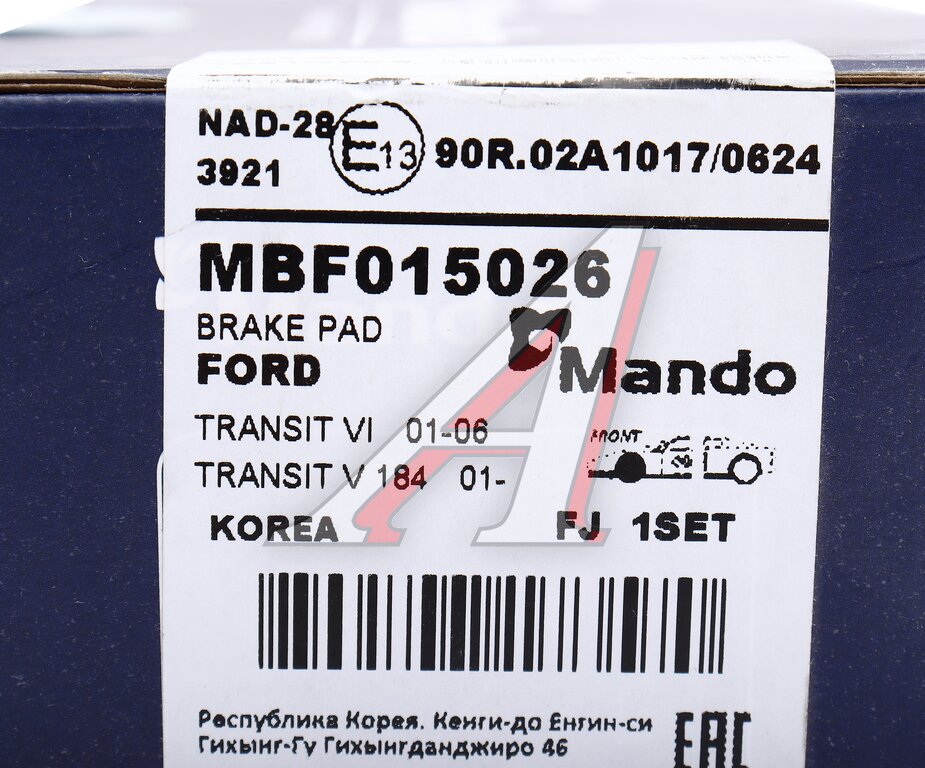 NAD-28
3921
E13
90R.02A1017/0624
MBF015026
BRAKE PAD
FORD
Mando
TRANSIT VI 01-06
TRANSIT V 184 01-
FRONT
KOREA FJ 1SET
Республика Корея. Кенги-до Енгин-си
Гихынг-Гу Гихынгданджиро 46
EAC